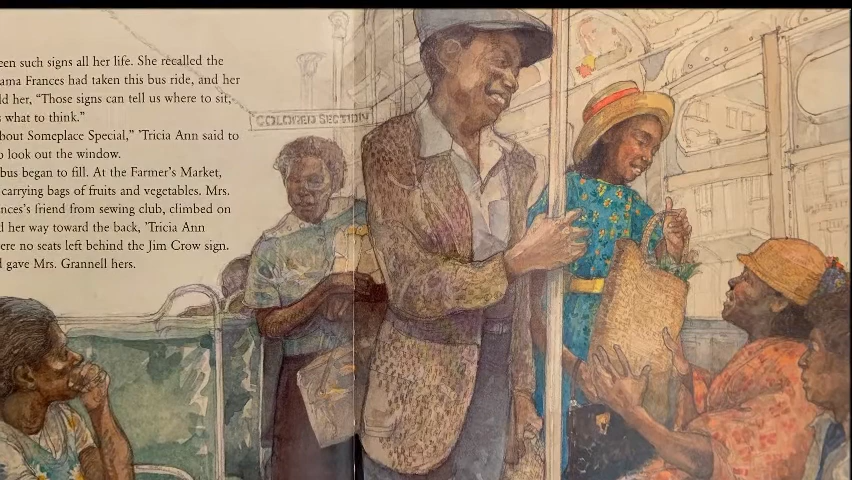 een such signs all her life. She recalled the
ama Frances had taken this bus ride, and her
ld her, “Those signs can tell us where to sit,
s what to think.”
bout Someplace Special,” ’Tricia Ann said to
o look out the window.
bus began to fill. At the Farmer’s Market,
carrying bags of fruits and vegetables. Mrs.
nces’s friend from sewing club, climbed on
d her way toward the back, ’Tricia Ann
ere no seats left behind the Jim Crow sign.
d gave Mrs. Grannell hers.
COLORED SECTION